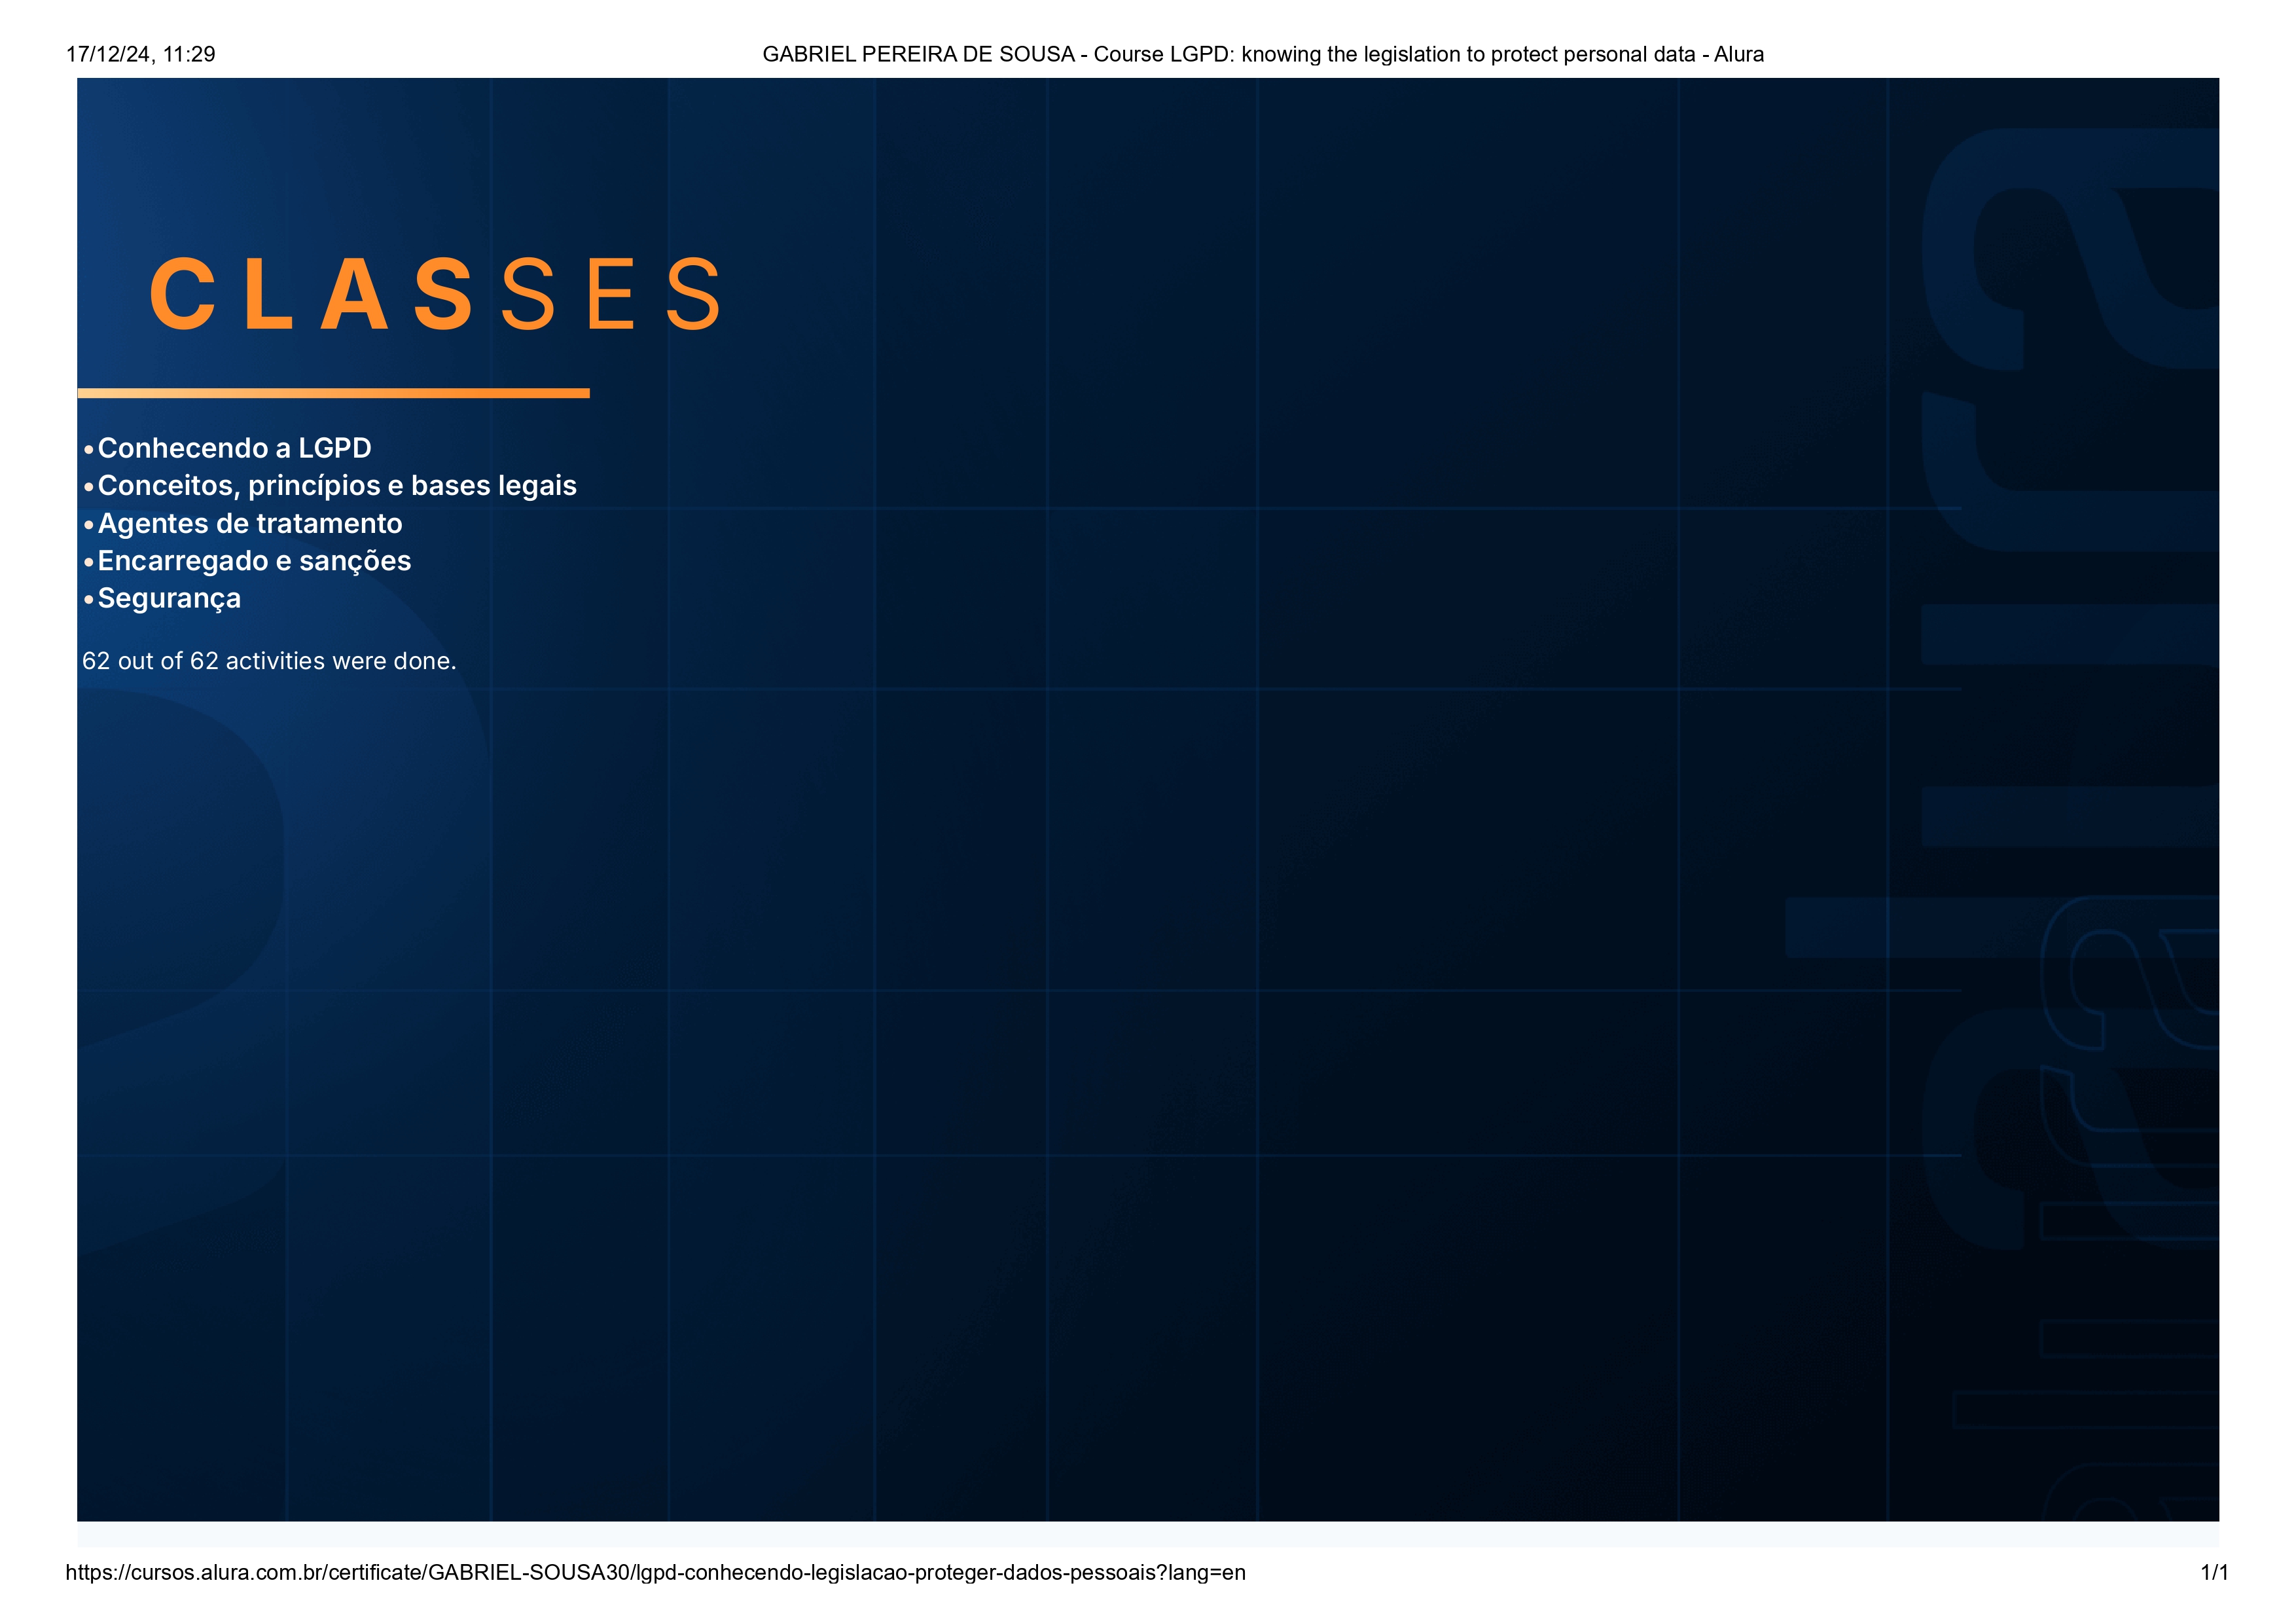 17/12/24, 11:29
GABRIEL PEREIRA DE SOUSA - Course LGPD: knowing the legislation to protect personal data - Alura
CLASSES
•Conhecendo a LGPD
•Conceitos, princípios e bases legais
•Agentes de tratamento
•Encarregado e sanções
•Segurança
62 out of 62 activities were done.
alura
alura
https://cursos.alura.com.br/certificate/GABRIEL-SOUSA30/lgpd-conhecendo-legislacao-proteger-dados-pessoais?lang=en
1/1